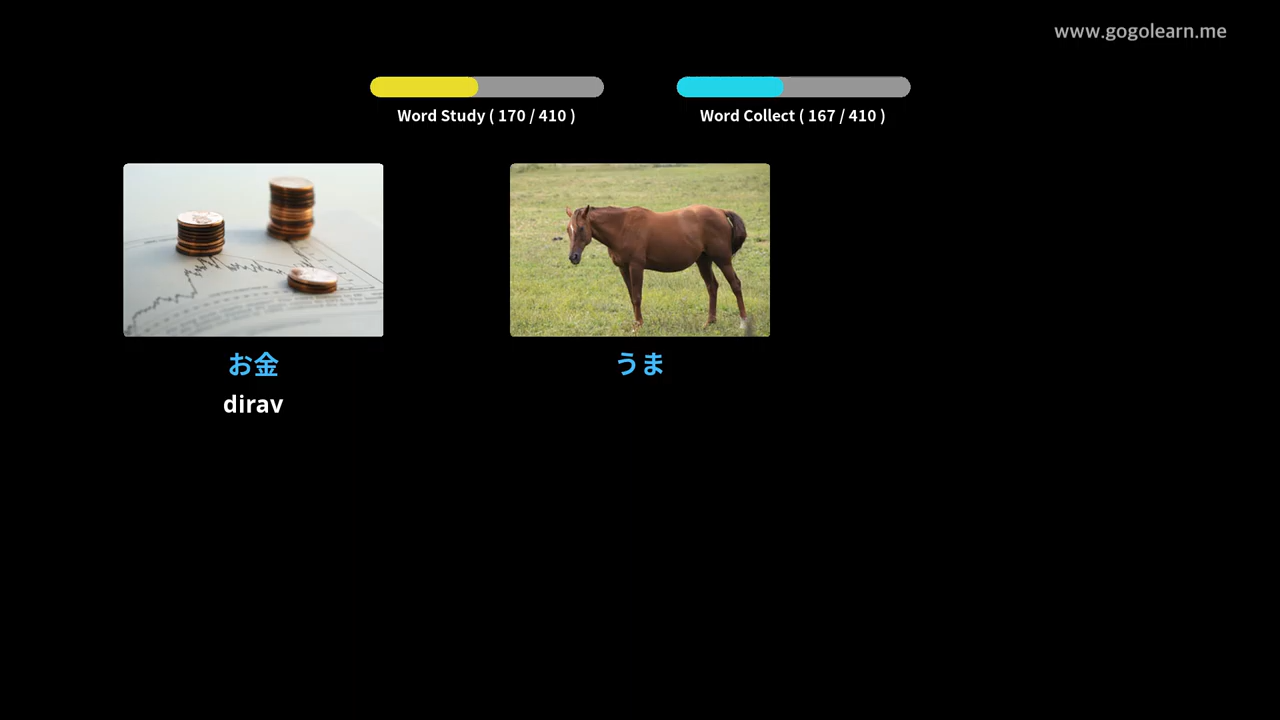 www.gogolearn.me
Word Study ( 170 / 410 )
Word Collect ( 167 / 410 )
お金
dirav
うま